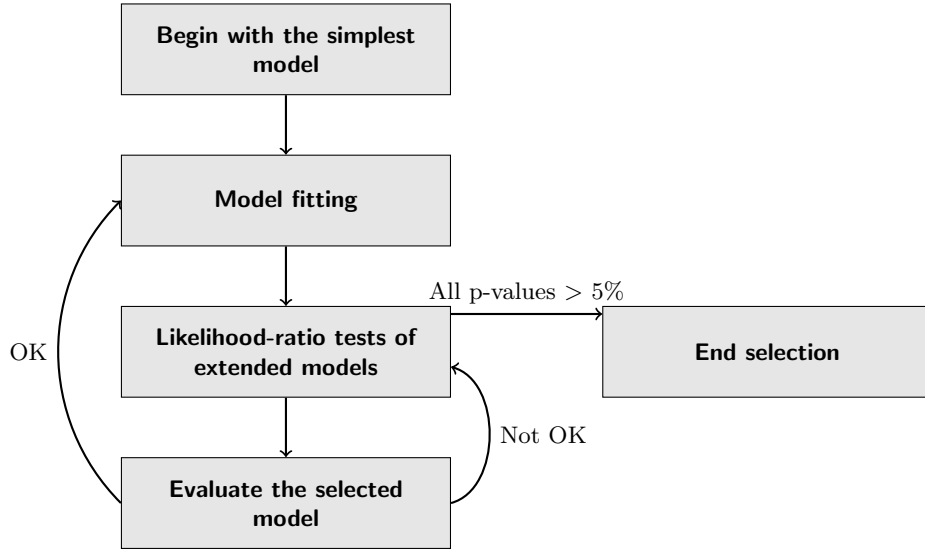 Begin with the simplest
model
Model fitting
All p-values > 5%
Likelihood-ratio tests of
extended models
End selection
OK
Not OK
Evaluate the selected
model